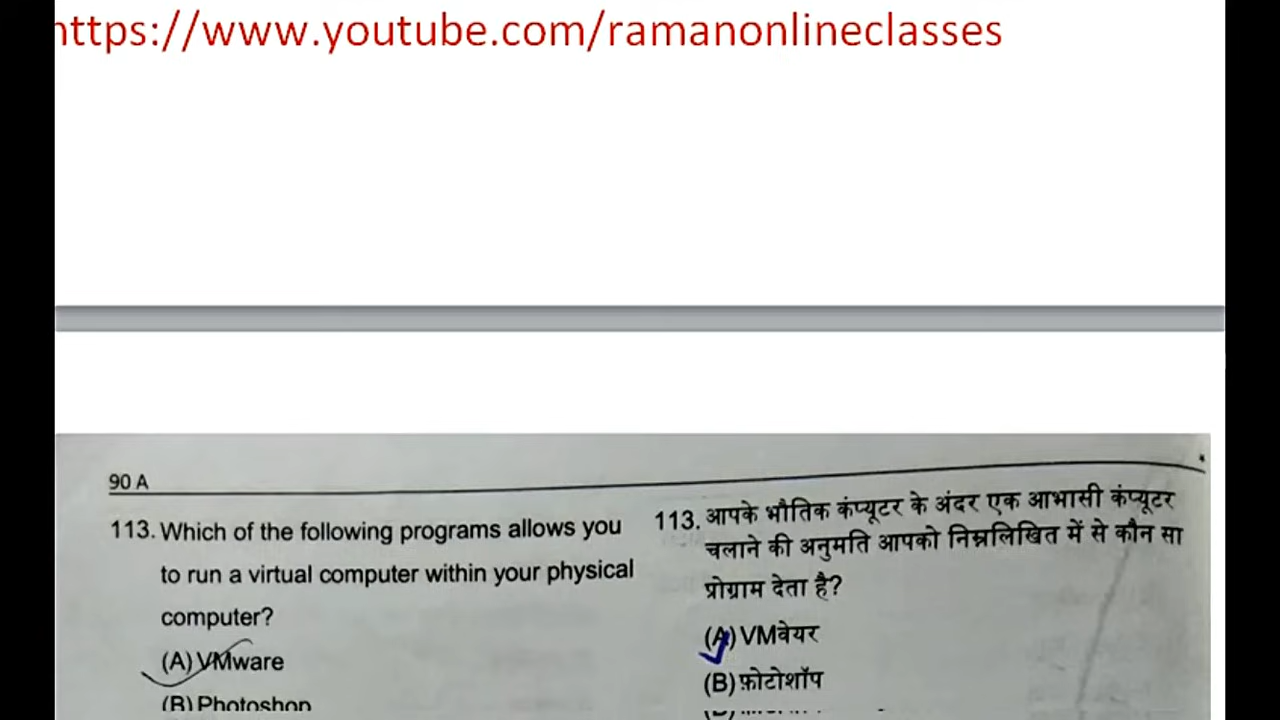 https://www.youtube.com/ramanonlineclasses
90 A
113. Which of the following programs allows you
to run a virtual computer within your physical
computer?
(A) VMware
(B) Photoshop
113. आपके भौतिक कंप्यूटर के अंदर एक आभासी कंप्यूटर
चलाने की अनुमति आपको निम्नलिखित में से कौन सा
प्रोग्राम देता है?
(A) VMवेयर
(B) फ़ोटोशॉप